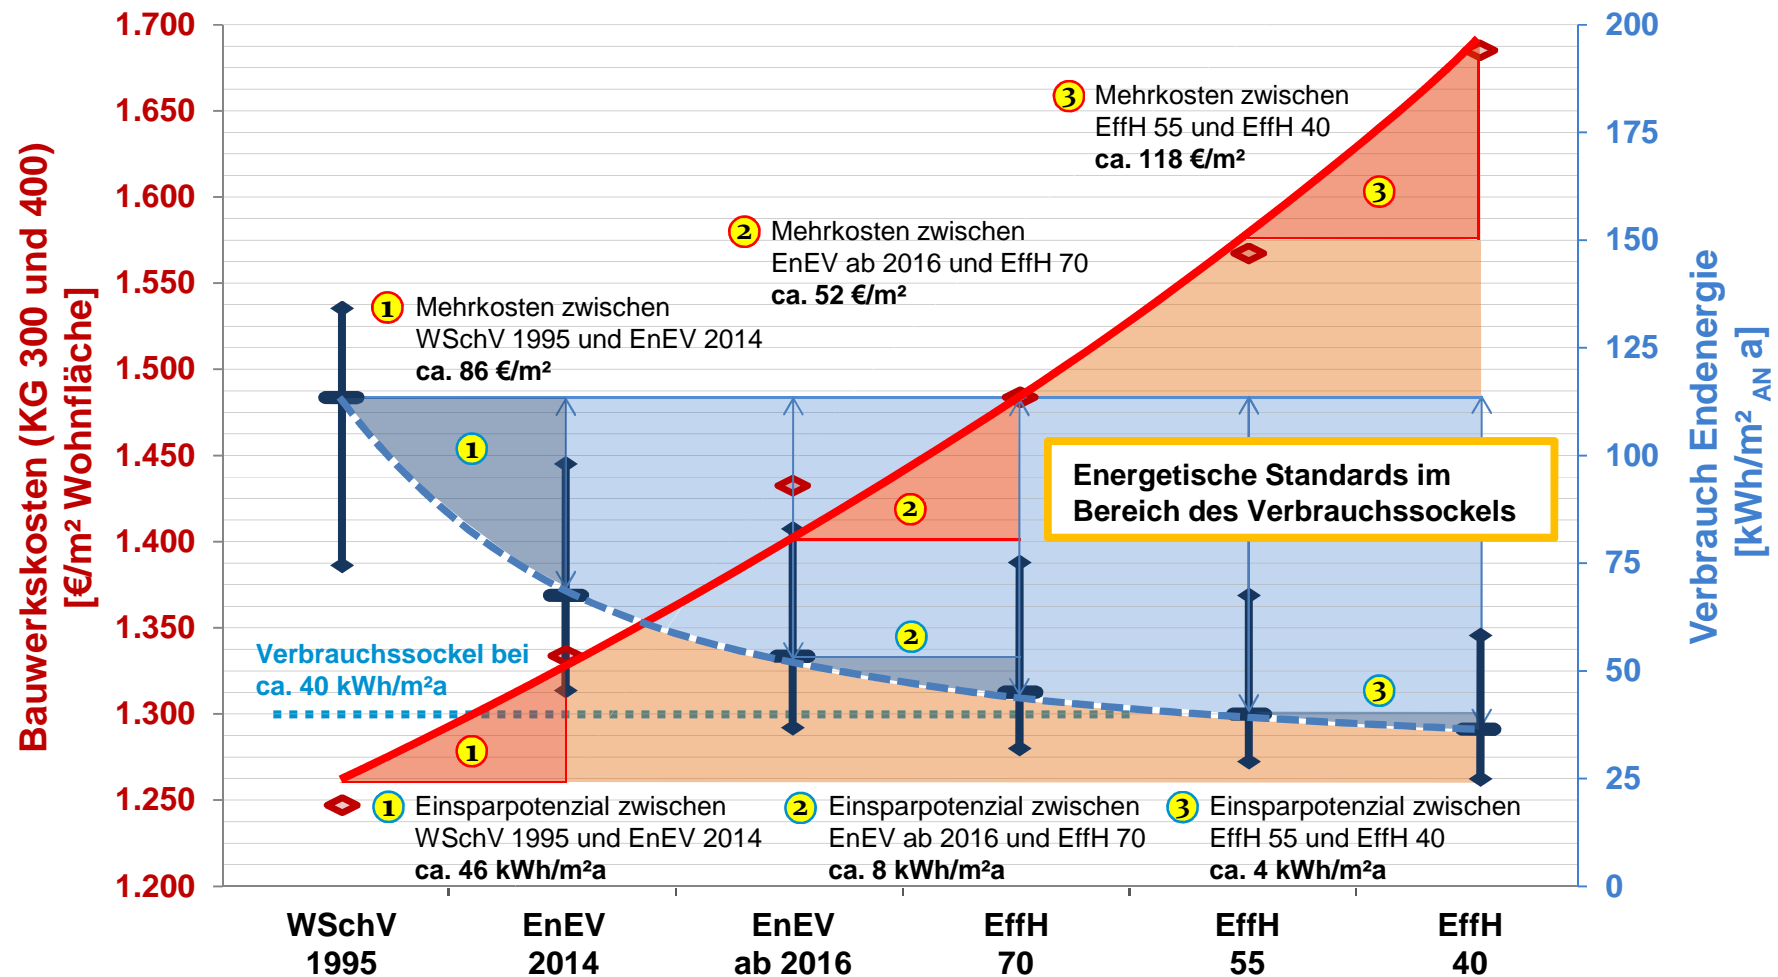 Bauwerkskosten (KG 300 und 400)
[€/m² Wohnfläche]
1.700
1.650
1.600
1.550
1.500
1.450
1.400
1.350
1.300
1.250
1.200
3 Mehrkosten zwischen
EffH 55 und EffH 40
ca. 118 €/m²
2 Mehrkosten zwischen
EnEV ab 2016 und EffH 70
ca. 52 €/m²
1 Mehrkosten zwischen
WSchV 1995 und EnEV 2014
ca. 86 €/m²
3
1
2
Energetische Standards im
Bereich des Verbrauchssockels
2
Verbrauchssockel bei
ca. 40 kWh/m²a
3
1
1 Einsparpotenzial zwischen
WSchV 1995 und EnEV 2014
ca. 46 kWh/m²a
2 Einsparpotenzial zwischen
EnEV ab 2016 und EffH 70
ca. 8 kWh/m²a
3 Einsparpotenzial zwischen
EffH 55 und EffH 40
ca. 4 kWh/m²a
200
175
150
125
100
75
50
25
0
Verbrauch Endenergie
[kWh/m² AN a]
WSchV
1995
EnEV
2014
EnEV
ab 2016
EffH
70
EffH
55
EffH
40